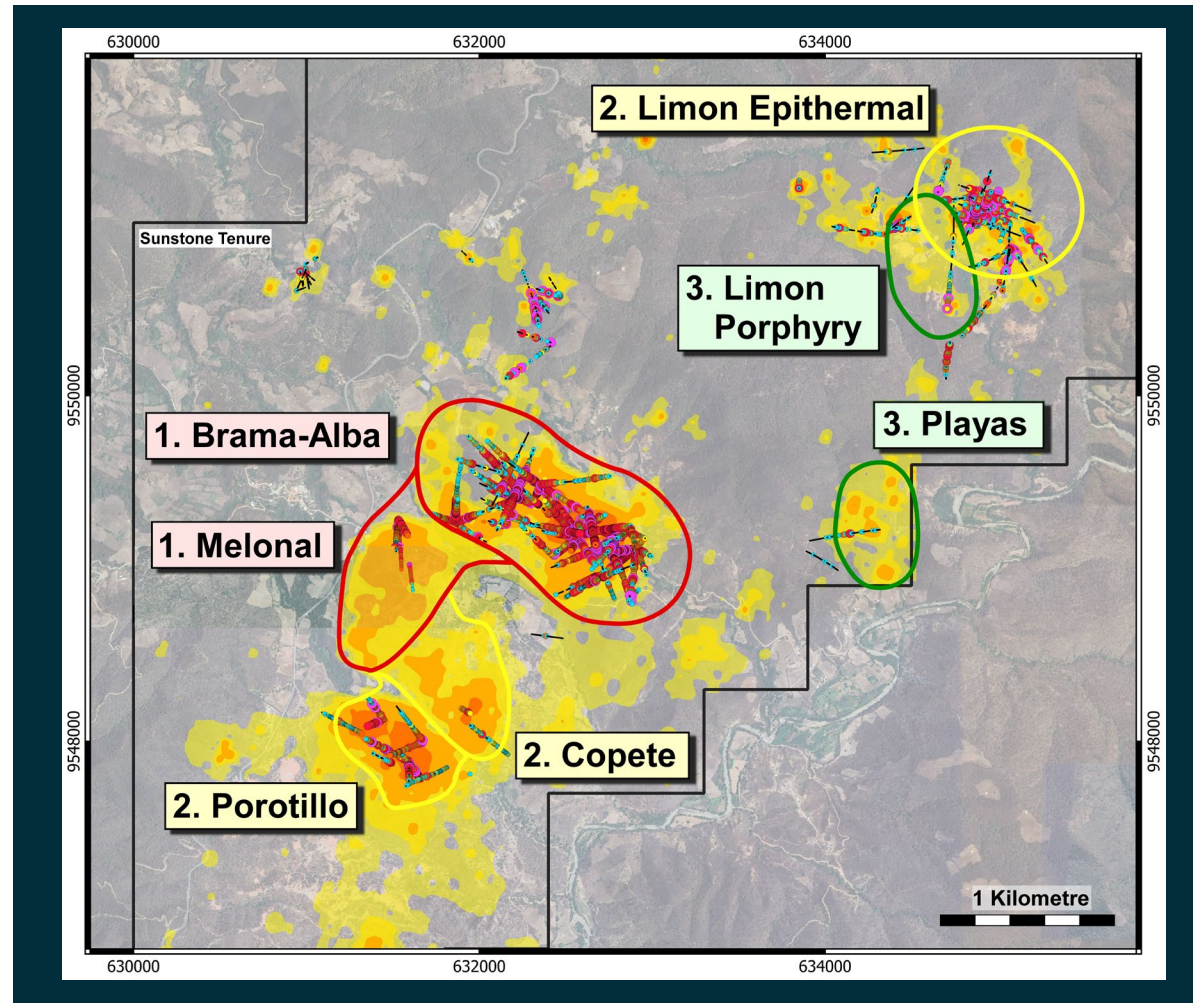 630000
632000
634000
2. Limon Epithermal
Sunstone Tenure
3. Limon
Porphyry
9550000
9550000
1. Brama-Alba
3. Playas
1. Melonal
9548000
9548000
2. Copete
2. Porotillo
1 Kilometre
630000
632000
634000